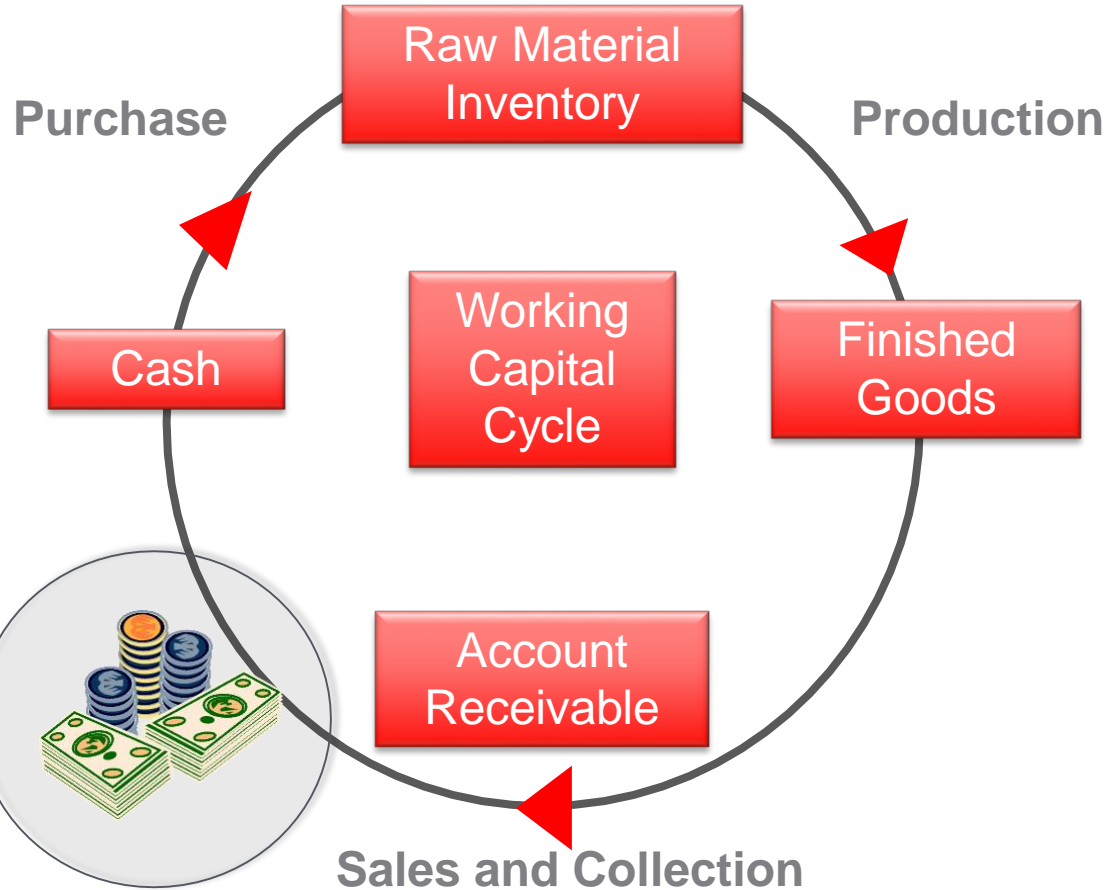 Raw Material
Inventory
Purchase
Production
Working
Capital
Cycle
Finished
Goods
Cash
Account
Receivable
Sales and Collection